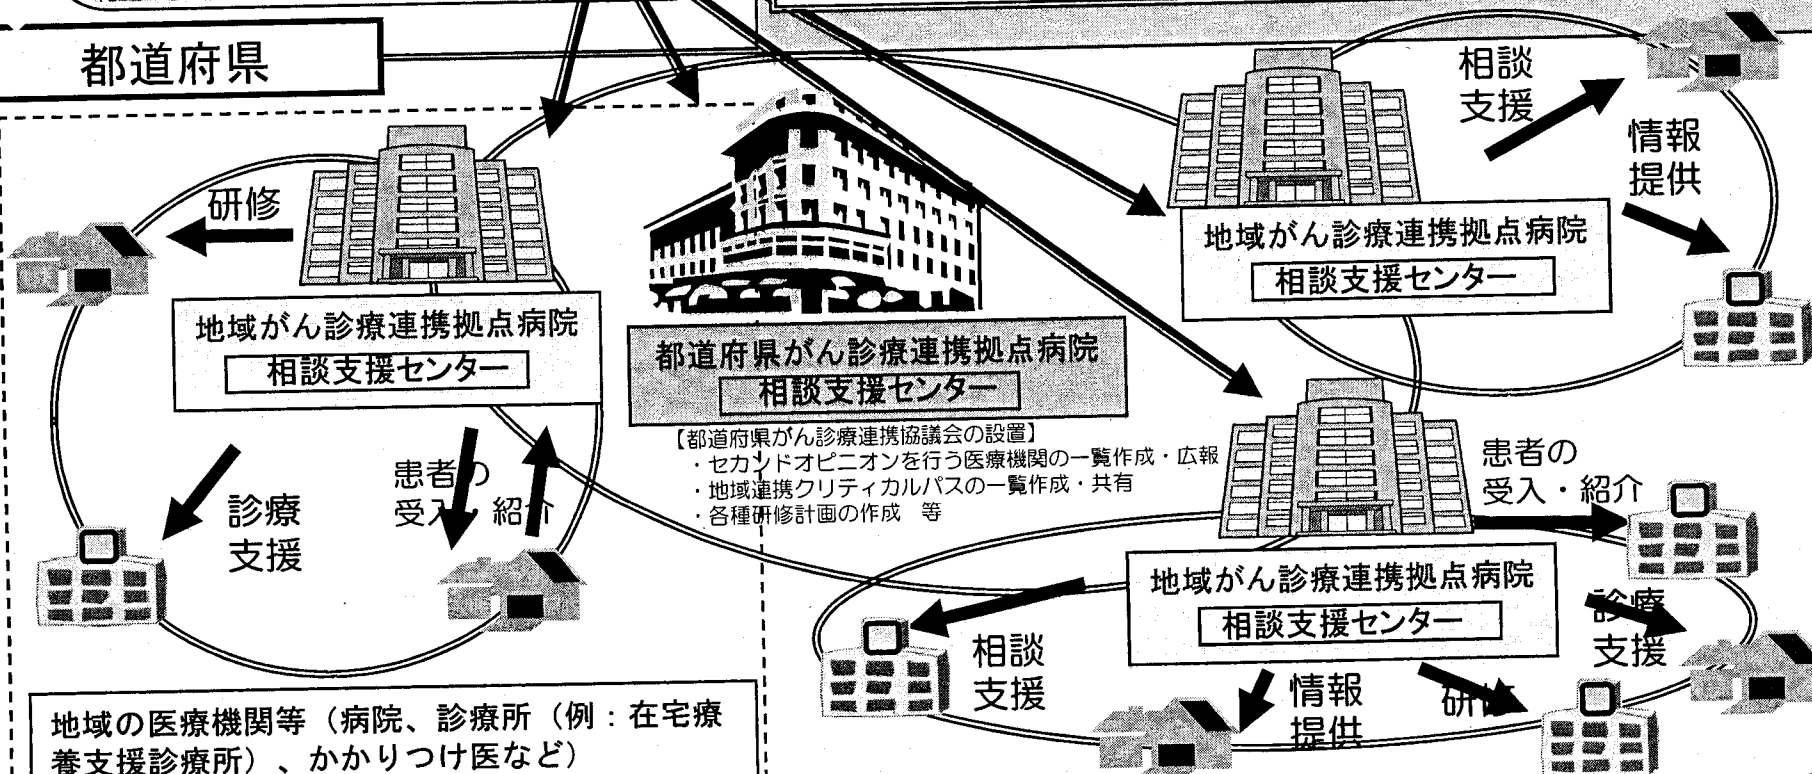 都道府県
相談
支援
情報
提供
研修
地域がん診療連携拠点病院
相談支援センター
地域がん診療連携拠点病院
相談支援センター
都道府県がん診療連携拠点病院
相談支援センター
【都道府県がん診療連携協議会の設置】
・セカンドオピニオンを行う医療機関の一覧作成・広報
・地域連携クリティカルパスの一覧作成・共有
・各種研修計画の作成 等
診療
支援
患者の
受入・紹介
患者の
受入・紹介
地域がん診療連携拠点病院
相談支援センター
相談
支援
情報
提供
研修
診療
支援
地域の医療機関等（病院、診療所（例：在宅療
養支援診療所）、かかりつけ医など）